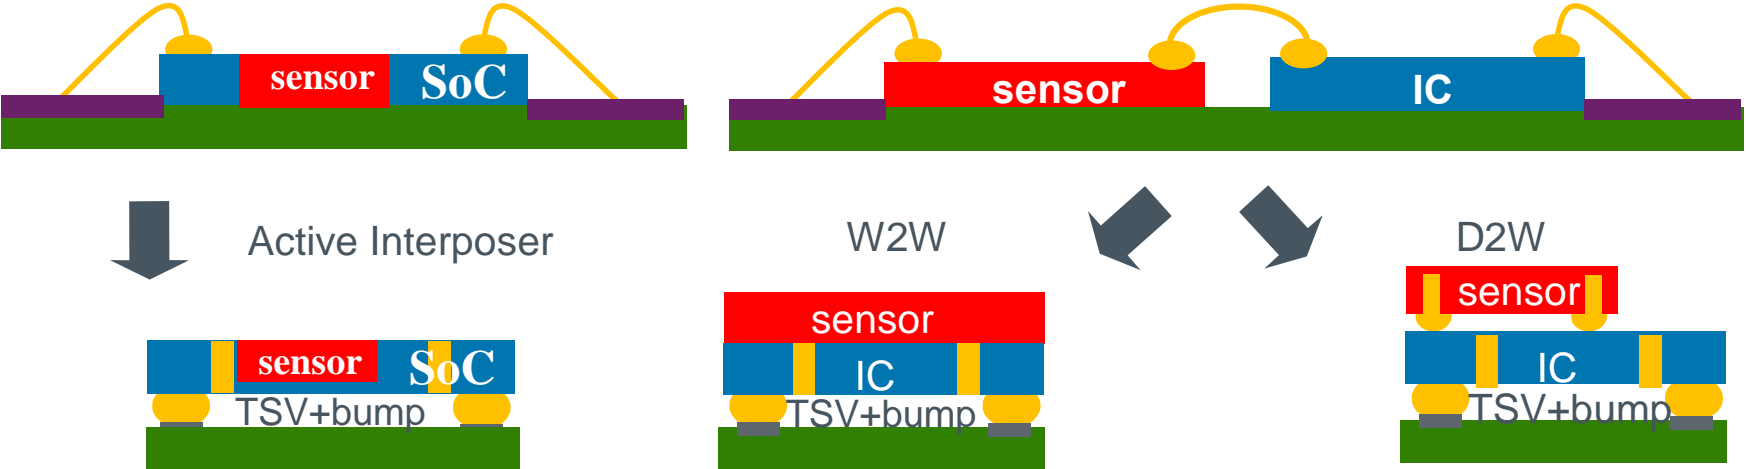 sensor SoC
sensor IC
Active Interposer
W2W
D2W
sensor
sensor
IC
TSV+bump
sensor SoC
TSV+bump
IC
TSV+bump